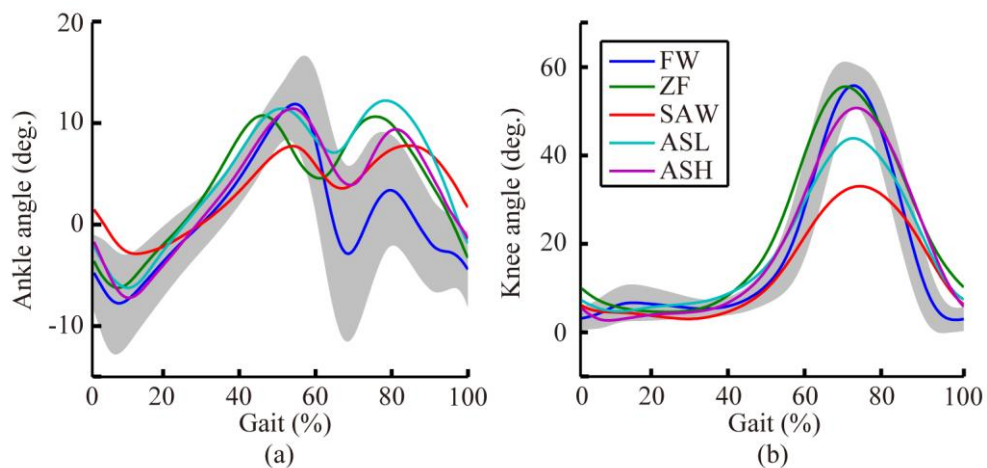 20
10
0
-10
Ankle angle (deg.)
0 20 40 60 80 100
Gait (%)
(a)
60
40
20
0
Knee angle (deg.)
FW
ZF
SAW
ASL
ASH
0 20 40 60 80 100
Gait (%)
(b)